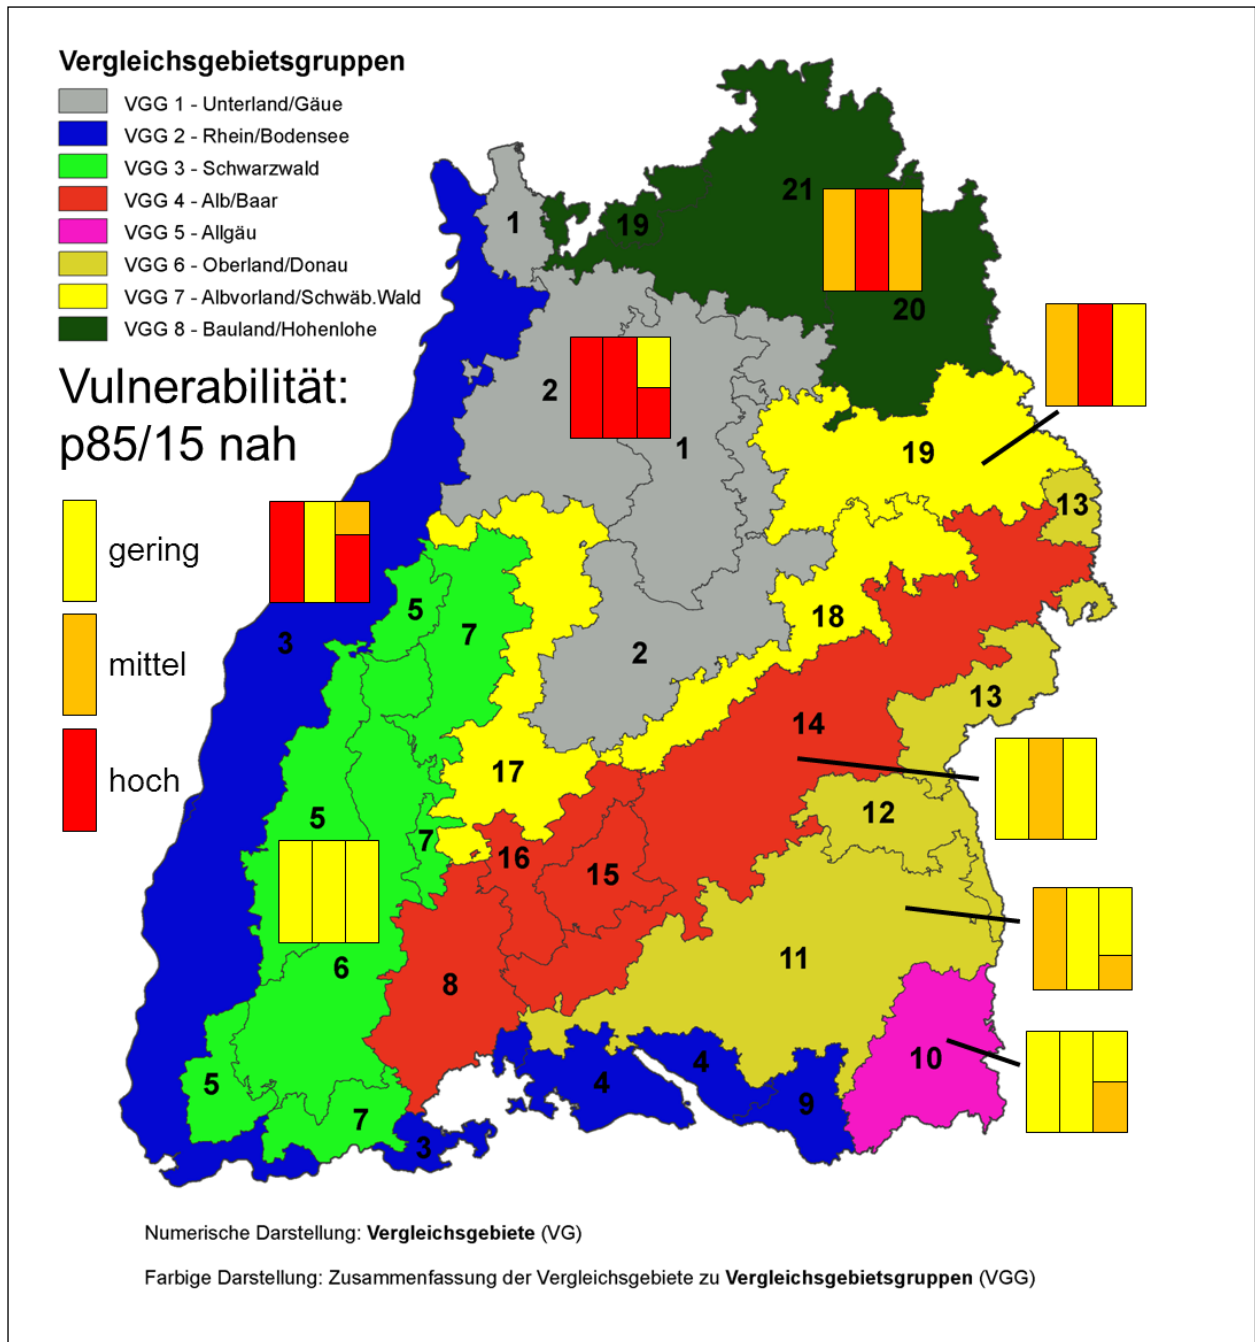 Vergleichsgebietsgruppen
VGG 1 - Unterland/Gäue
VGG 2 - Rhein/Bodensee
VGG 3 - Schwarzwald
VGG 4 - Alb/Baar
VGG 5 - Allgäu
VGG 6 - Oberland/Donau
VGG 7 - Albvorland/Schwäb.Wald
VGG 8 - Bauland/Hohenlohe
Vulnerabilität:
p85/15 nah
gering
mittel
hoch
21
1
19
20
2
1
19
13
5
7
18
3
2
13
14
17
5
12
7
16
15
11
6
8
10
4
4
5
9
7
3
Numerische Darstellung: Vergleichsgebiete (VG)
Farbige Darstellung: Zusammenfassung der Vergleichsgebiete zu Vergleichsgebietsgruppen (VGG)